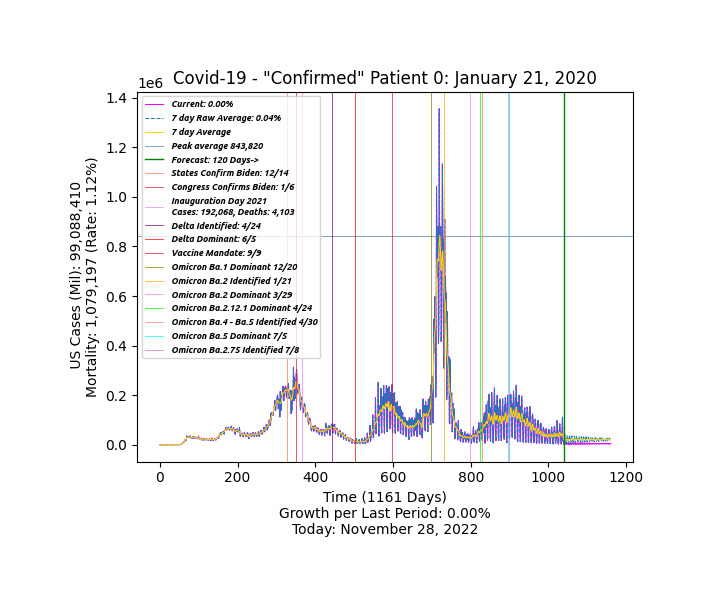 Covid-19 - "Confirmed" Patient 0: January 21, 2020
1e6
1.4
1.2
1.0
0.8
0.6
0.4
0.2
0.0
US Cases (Mil): 99,088,410
Mortality: 1,079,197 (Rate: 1.12%)
Current: 0.00%
7 day Raw Average: 0.04%
7 day Average
Peak average 843,820
Forecast: 120 Days->
States Confirm Biden: 12/14
Congress Confirms Biden: 1/6
Inauguration Day 2021
Cases: 192,068, Deaths: 4,103
Delta Identified: 4/24
Delta Dominant: 6/5
Vaccine Mandate: 9/9
Omicron Ba.1 Dominant 12/20
Omicron Ba.2 Identified 1/21
Omicron Ba.2 Dominant 3/29
Omicron Ba.2.12.1 Dominant 4/24
Omicron Ba.4 - Ba.5 Identified 4/30
Omicron Ba.5 Dominant 7/5
Omicron Ba.2.75 Identified 7/8
0 200 400 600 800 1000 1200
Time (1161 Days)
Growth per Last Period: 0.00%
Today: November 28, 2022